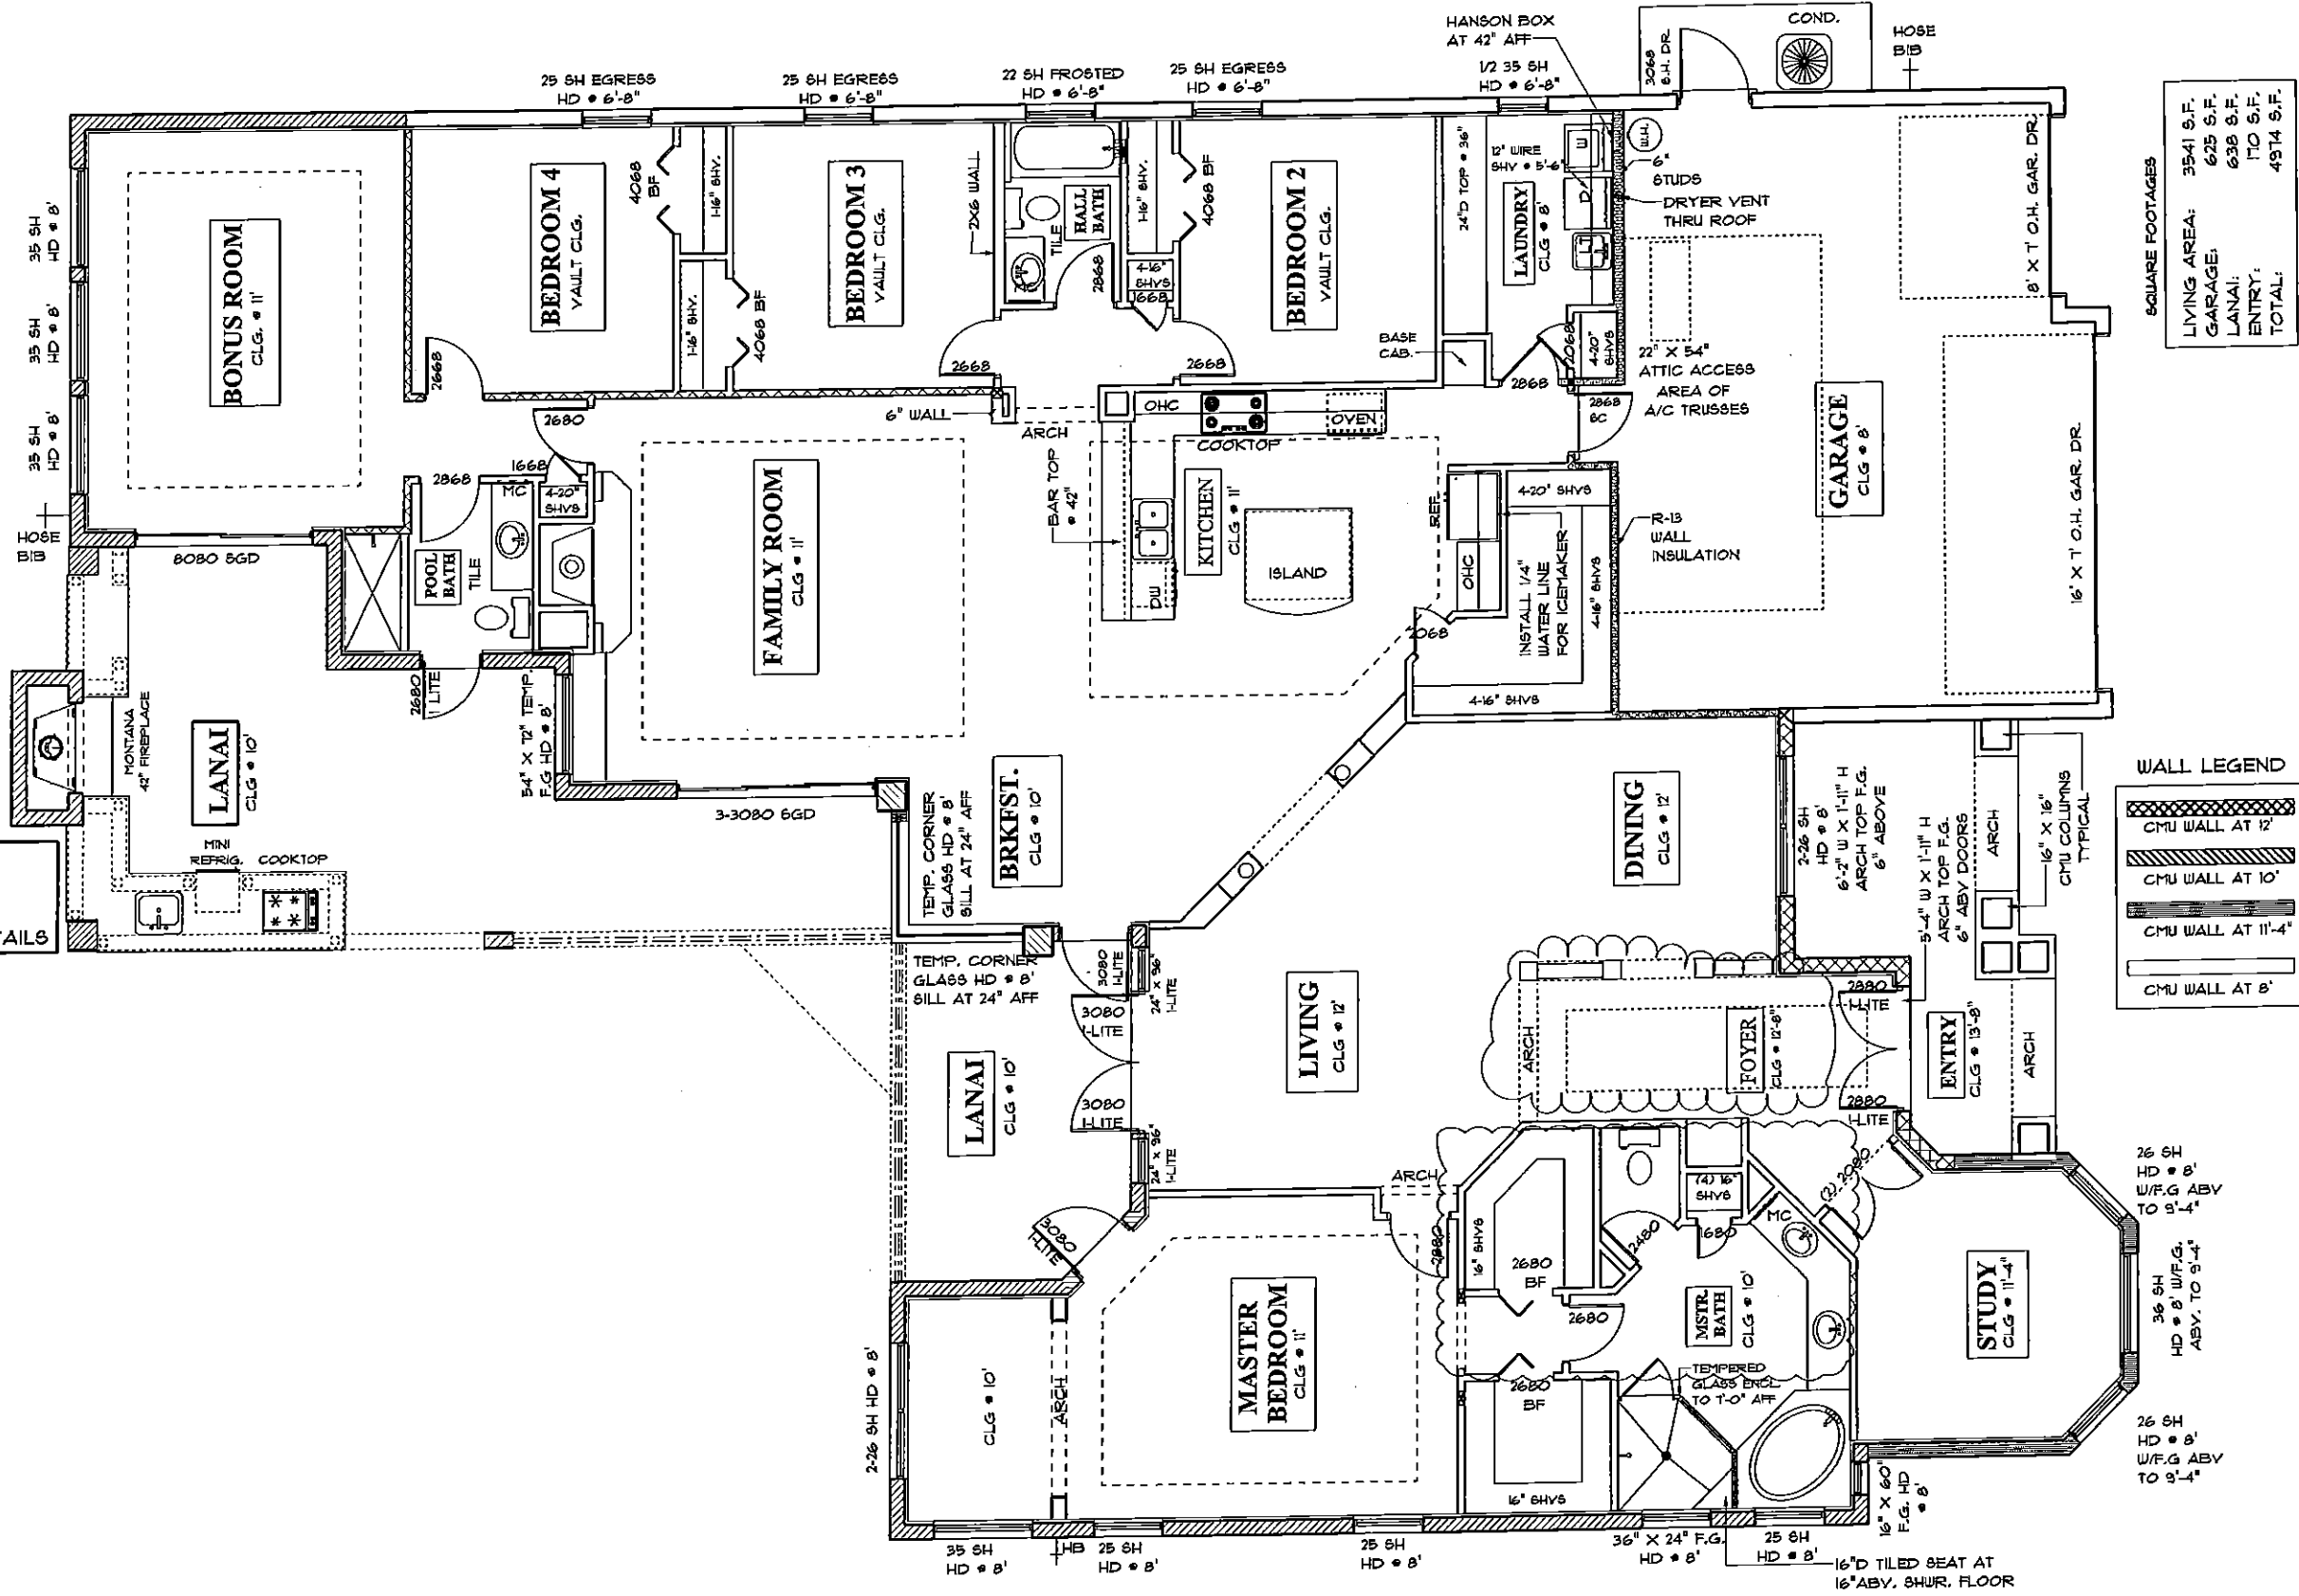 HANSON BOX
AT 42" AFF
COND.
3068
S.H. DR.
HOSE
BIB
25 SH EGRESS
HD @ 6'-8"
25 SH EGRESS
HD @ 6'-8"
22 SH FROSTED
HD @ 6'-8"
25 SH EGRESS
HD @ 6'-8"
1/2 35 SH
HD @ 6'-8"
SQUARE FOOTAGES
LIVING AREA: 3541 S.F.
GARAGE: 625 S.F.
LANAI: 638 S.F.
ENTRY: 170 S.F.
TOTAL: 4974 S.F.
35 SH
HD @ 8'
35 SH
HD @ 8'
35 SH
HD @ 8'
HOSE
BIB
BONUS ROOM
CLG. @ 11'
8080 SGD
BEDROOM 4
VAULT CLG.
2668
4068
BF
1-16" SHV.
1-16" SHV.
4068 BF
BEDROOM 3
VAULT CLG.
2668
2X6 WALL
HALL
BATH
TILE
2868
1-16" SHV.
4068 BF
4-16"
SHVS
1668
BEDROOM 2
VAULT CLG.
2668
24"D TOP @ 36"
BASE
CAB.
12" WIRE
SHV @ 5'-6"
W
D
LAUNDRY
CLG @ 8'
2068
4-20"
SHVS
2868
W.H.
6"
STUDS
DRYER VENT
THRU ROOF
22" X 54"
ATTIC ACCESS
AREA OF
A/C TRUSSES
2868
SC
GARAGE
CLG @ 8'
8' X 7' O.H. GAR. DR.
16' X 7' O.H. GAR. DR.
R-13
WALL
INSULATION
2680
1668
2868
MC
4-20"
SHVS
POOL
BATH
TILE
2680
1 LITE
54" X 72" TEMP.
F.G HD @ 8'
FAMILY ROOM
CLG @ 11'
3-3080 SGD
6" WALL
ARCH
OHC
COOKTOP
OVEN
BAR TOP
@ 42"
DW
KITCHEN
CLG @ 11'
ISLAND
REF.
OHC
2068
4-20" SHVS
INSTALL 1/4"
WATER LINE
FOR ICEMAKER
4-16" SHVS
4-16" SHVS
MONTANA
42" FIREPLACE
LANAI
CLG @ 10'
MINI
REFRIG.
COOKTOP
TAILS
BRKFST.
CLG @ 10'
TEMP. CORNER
GLASS HD @ 8'
SILL AT 24" AFF
TEMP. CORNER
GLASS HD @ 8'
SILL AT 24" AFF
3080
1-LITE
24" X 96"
1-LITE
3080
1-LITE
3080
1-LITE
24" X 96"
1-LITE
LANAI
CLG @ 10'
3080
1-LITE
LIVING
CLG @ 12'
DINING
CLG @ 12'
2-26 SH
HD @ 8'
6'-2" W X 1'-11" H
ARCH TOP F.G.
6" ABOVE
5'-4" W X 1'-11" H
ARCH TOP F.G.
6" ABV DOORS
ARCH
16" X 16"
CMU COLUMNS
TYPICAL
WALL LEGEND
CMU WALL AT 12'
CMU WALL AT 10'
CMU WALL AT 11'-4"
CMU WALL AT 8'
ARCH
FOYER
CLG @ 12'-8"
2880
1-LITE
2880
1-LITE
ENTRY
CLG @ 13'-8"
ARCH
ARCH
2880
16" SHVS
2680
BF
2480
(4) 16"
SHVS
1680
MC
(2) 2080
2680
2680
BF
16" SHVS
MSTR.
BATH
CLG @ 10'
TEMPERED
GLASS ENCL.
TO 7'-0" AFF
STUDY
CLG @ 11'-4"
26 SH
HD @ 8'
W/F.G ABV
TO 9'-4"
36 SH
HD @ 8' W/F.G.
ABV. TO 9'-4"
26 SH
HD @ 8'
W/F.G ABV
TO 9'-4"
MASTER
BEDROOM
CLG @ 11'
CLG @ 10'
ARCH
2-26 SH HD @ 8'
35 SH
HD @ 8'
HB
25 SH
HD @ 8'
25 SH
HD @ 8'
36" X 24" F.G.
HD @ 8'
25 SH
HD @ 8'
16" X 60"
F.G. HD
@ 8'
16"D TILED SEAT AT
16"ABV. SHWR. FLOOR